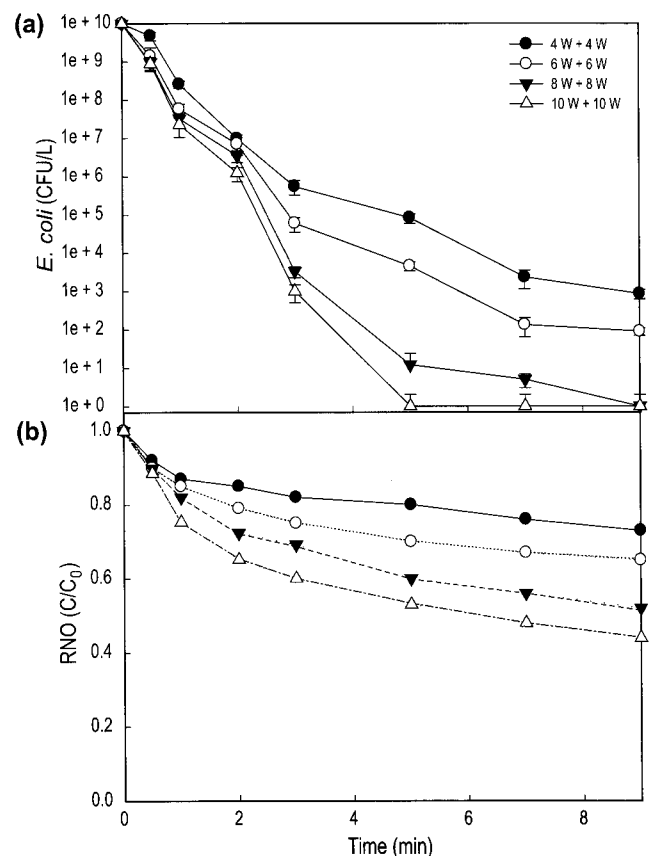 (a)
1e + 10
1e + 9
1e + 8
1e + 7
1e + 6
1e + 5
1e + 4
1e + 3
1e + 2
1e + 1
1e + 0
E. coli (CFU/L)
4 W + 4 W
6 W + 6 W
8 W + 8 W
10 W + 10 W
(b)
1.0
0.8
0.6
0.4
0.2
0.0
RNO (C/C₀)
0
2
4
6
8
Time (min)